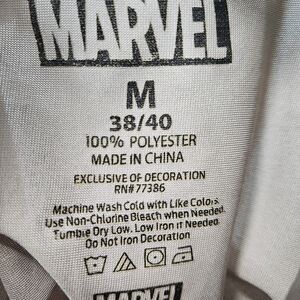 MARVEL
M
38/40
100% POLYESTER
MADE IN CHINA
EXCLUSIVE OF DECORATION
RN#77386
Machine Wash Cold with Like Colors.
Use Non-Chlorine Bleach when Needed.
Tumble Dry Low. Low Iron if Needed.
Do Not Iron Decoration
MARVEL